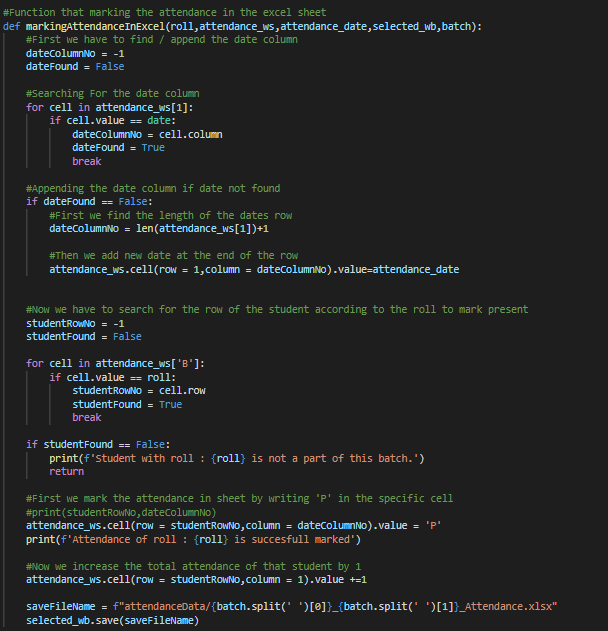 #Function that marking the attendance in the excel sheet
def markingAttendanceInExcel(roll,attendance_ws,attendance_date,selected_wb,batch):
    #First we have to find / append the date column
    dateColumnNo = -1
    dateFound = False

    #Searching For the date column
    for cell in attendance_ws[1]:
        if cell.value == date:
            dateColumnNo = cell.column
            dateFound = True
            break

    #Appending the date column if date not found
    if dateFound == False:
        #First we find the length of the dates row
        dateColumnNo = len(attendance_ws[1])+1

        #Then we add new date at the end of the row
        attendance_ws.cell(row = 1,column = dateColumnNo).value=attendance_date


    #Now we have to search for the row of the student according to the roll to mark present
    studentRowNo = -1
    studentFound = False

    for cell in attendance_ws['B']:
        if cell.value == roll:
            studentRowNo = cell.row
            studentFound = True
            break

    if studentFound == False:
        print(f'Student with roll : {roll} is not a part of this batch.')
        return

    #First we mark the attendance in sheet by writing 'P' in the specific cell
    #print(studentRowNo,dateColumnNo)
    attendance_ws.cell(row = studentRowNo,column = dateColumnNo).value = 'P'
    print(f'Attendance of roll : {roll} is succesfull marked')

    #Now we increase the total attendance of that student by 1
    attendance_ws.cell(row = studentRowNo,column = 1).value +=1

    saveFileName = f"attendanceData/{batch.split(' ')[0]}_{batch.split(' ')[1]}_Attendance.xlsx"
    selected_wb.save(saveFileName)